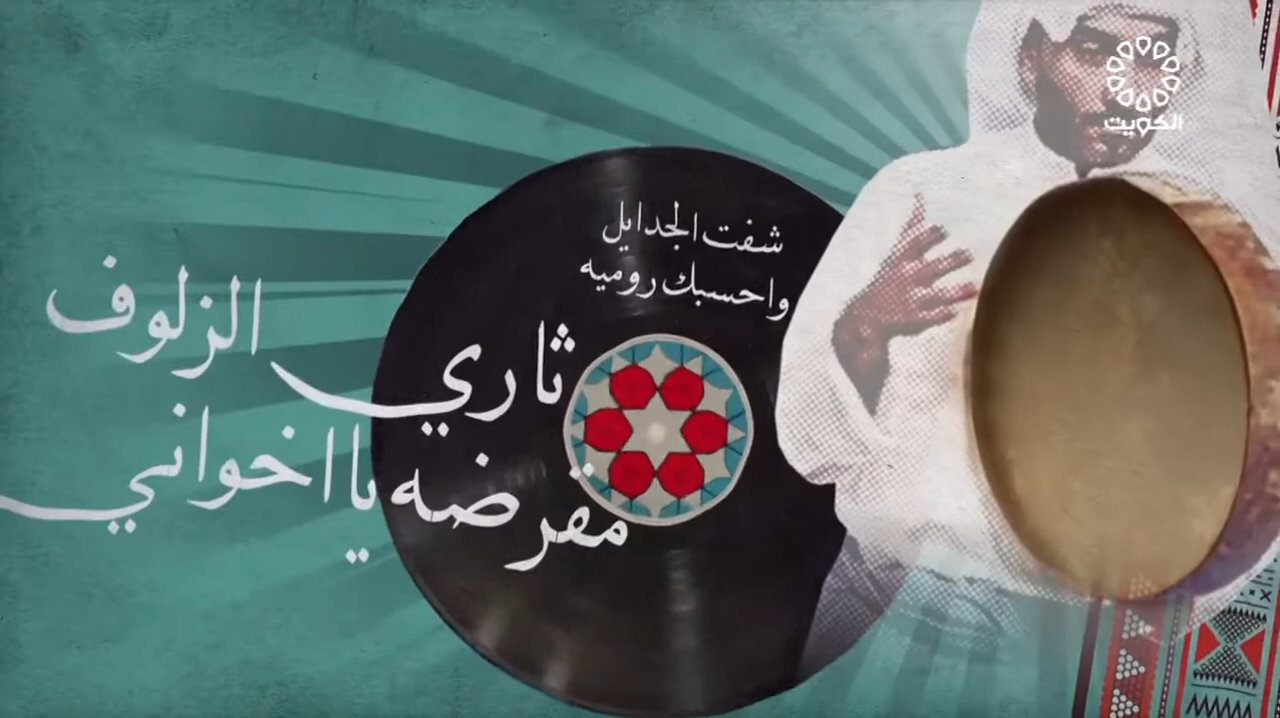 الكويت
شفت الجدايل
واحسبك روميه
ثاري الزلوف
مقرضه يا اخواني